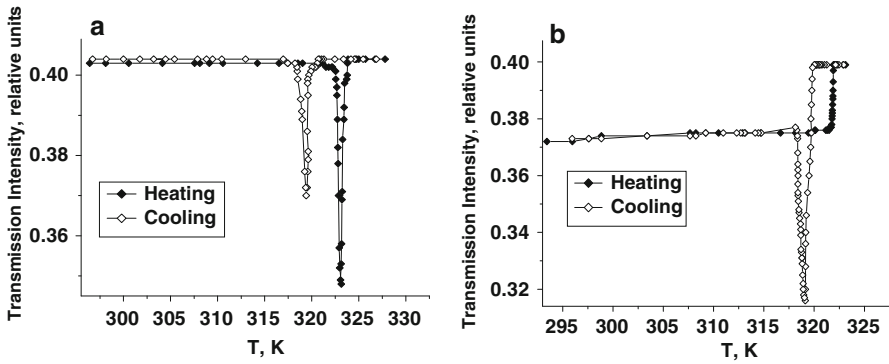 a
Transmission Intensity, relative units
0.40
0.38
0.36
Heating
Cooling
300 305 310 315 320 325 330
T, K
b
Transmission Intensity, relative units
0.40
0.38
0.36
0.34
0.32
Heating
Cooling
295 300 305 310 315 320 325
T, K